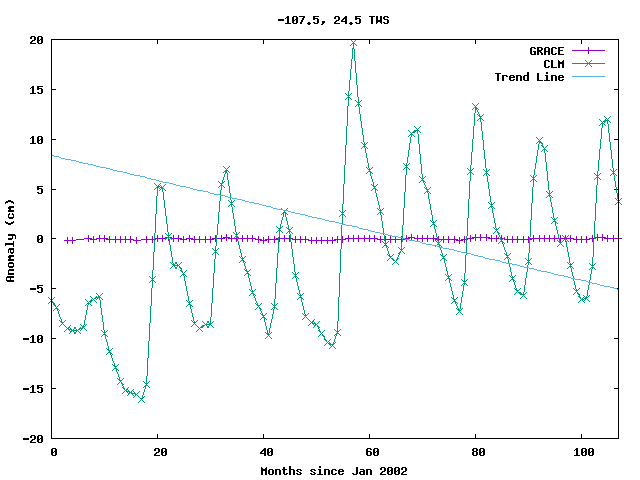 -107.5, 24.5 TWS
GRACE
CLM
Trend Line
20
15
10
5
0
-5
-10
-15
-20
Anomaly (cm)
0 20 40 60 80 100
Months since Jan 2002